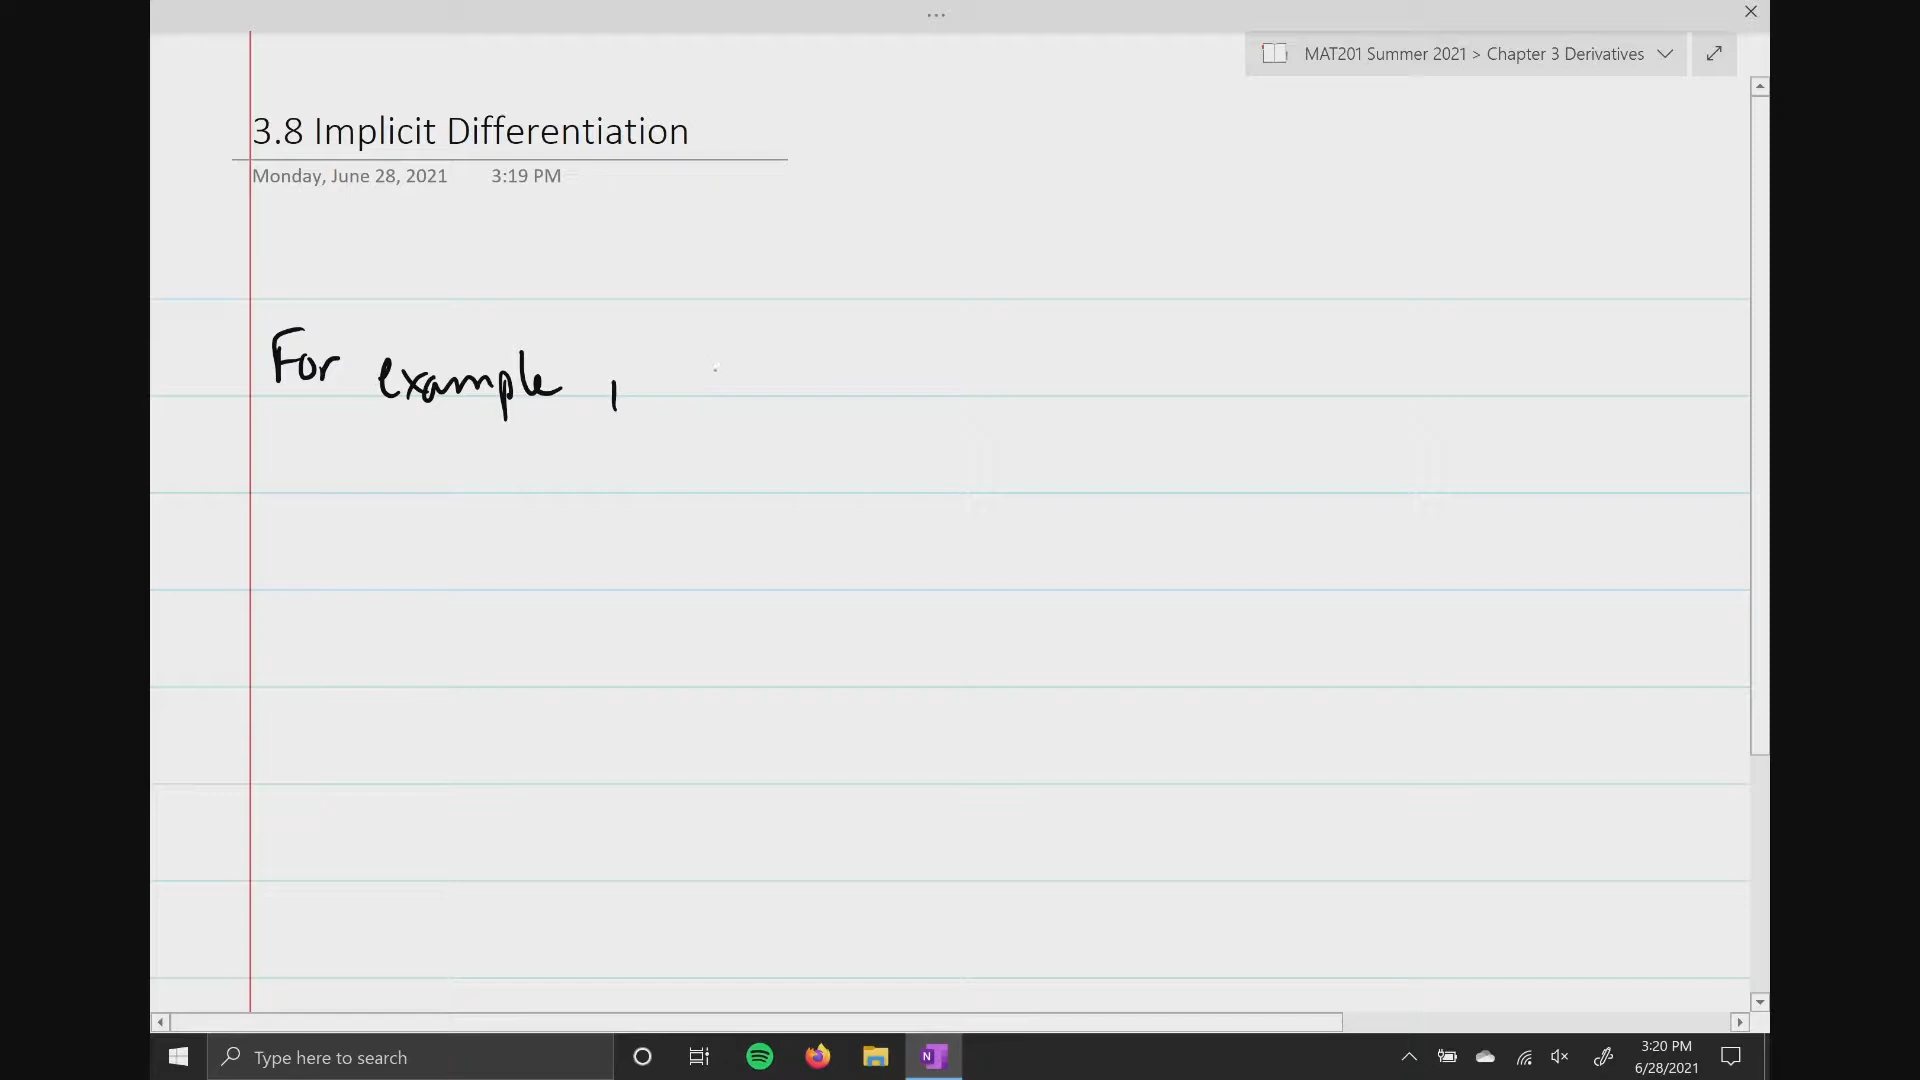 MAT201 Summer 2021 > Chapter 3 Derivatives
3.8 Implicit Differentiation
Monday, June 28, 2021 3:19 PM
For example ,
Type here to search
N
3:20 PM
6/28/2021